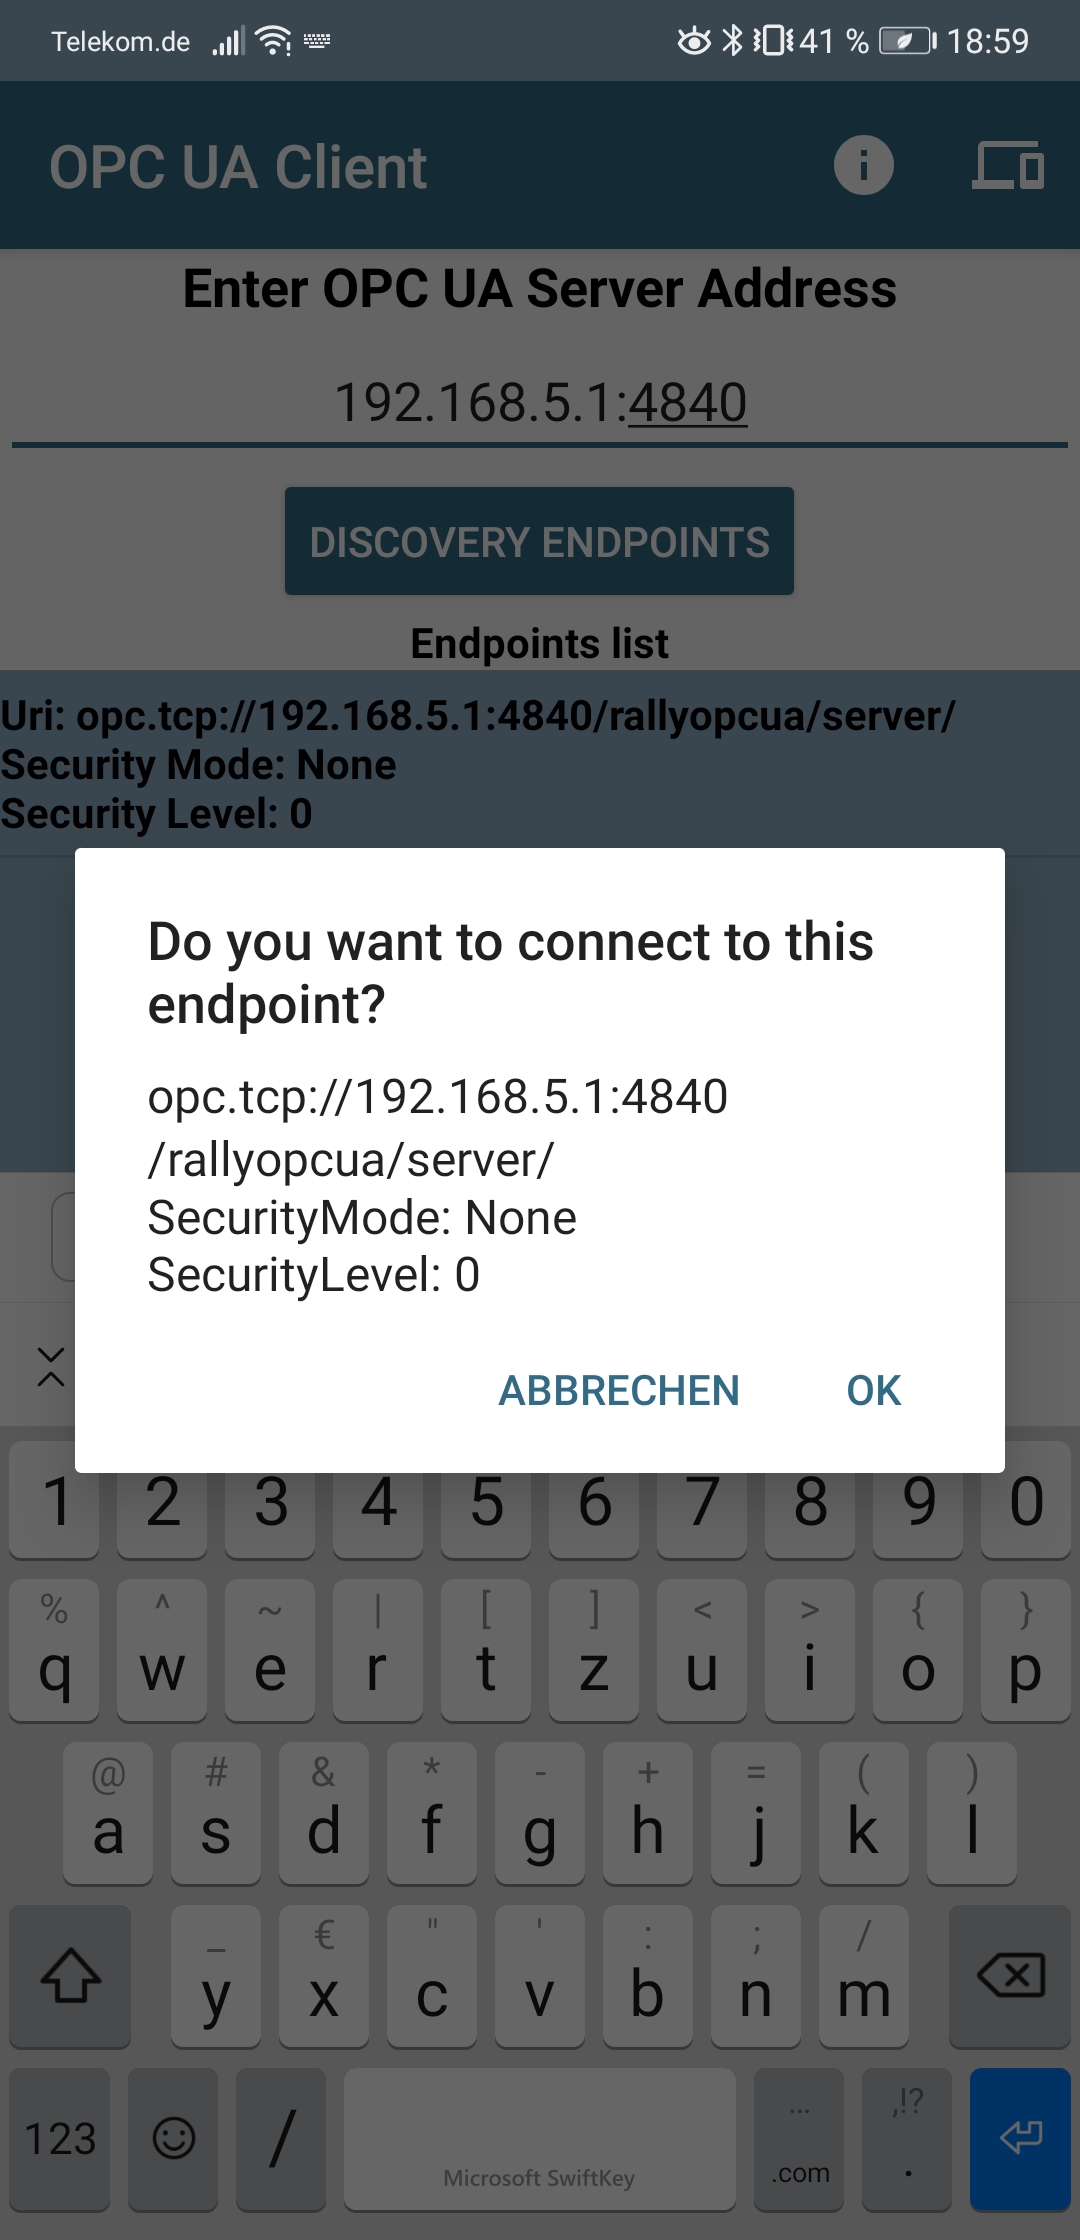 Telekom.de 41 % 18:59
OPC UA Client
Enter OPC UA Server Address
192.168.5.1:4840
DISCOVERY ENDPOINTS
Endpoints list
Uri: opc.tcp://192.168.5.1:4840/rallyopcua/server/
Security Mode: None
Security Level: 0
Do you want to connect to this
endpoint?
opc.tcp://192.168.5.1:4840
/rallyopcua/server/
SecurityMode: None
SecurityLevel: 0
ABBRECHEN OK
1 2 3 4 5 6 7 8 9 0
% ^ ~ | [ ] < > { }
q w e r t z u i o p
@ # & * - + = ( )
a s d f g h j k l
_ € " ' : ; /
y x c v b n m
... ,!?
123 / .com .
Microsoft SwiftKey